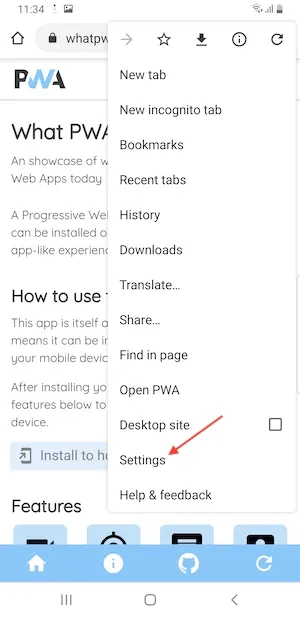 11:34
whatpw
PWA
New tab
New incognito tab
Bookmarks
Recent tabs
History
Downloads
Translate...
Share...
Find in page
Open PWA
Desktop site
Settings
Help & feedback
What PWA
An showcase of w
Web Apps today
A Progressive We
can be installed o
app-like experien
How to use t
This app is itself a
means it can be in
your mobile devic
After installing yo
features below to
device.
Install to ho
Features